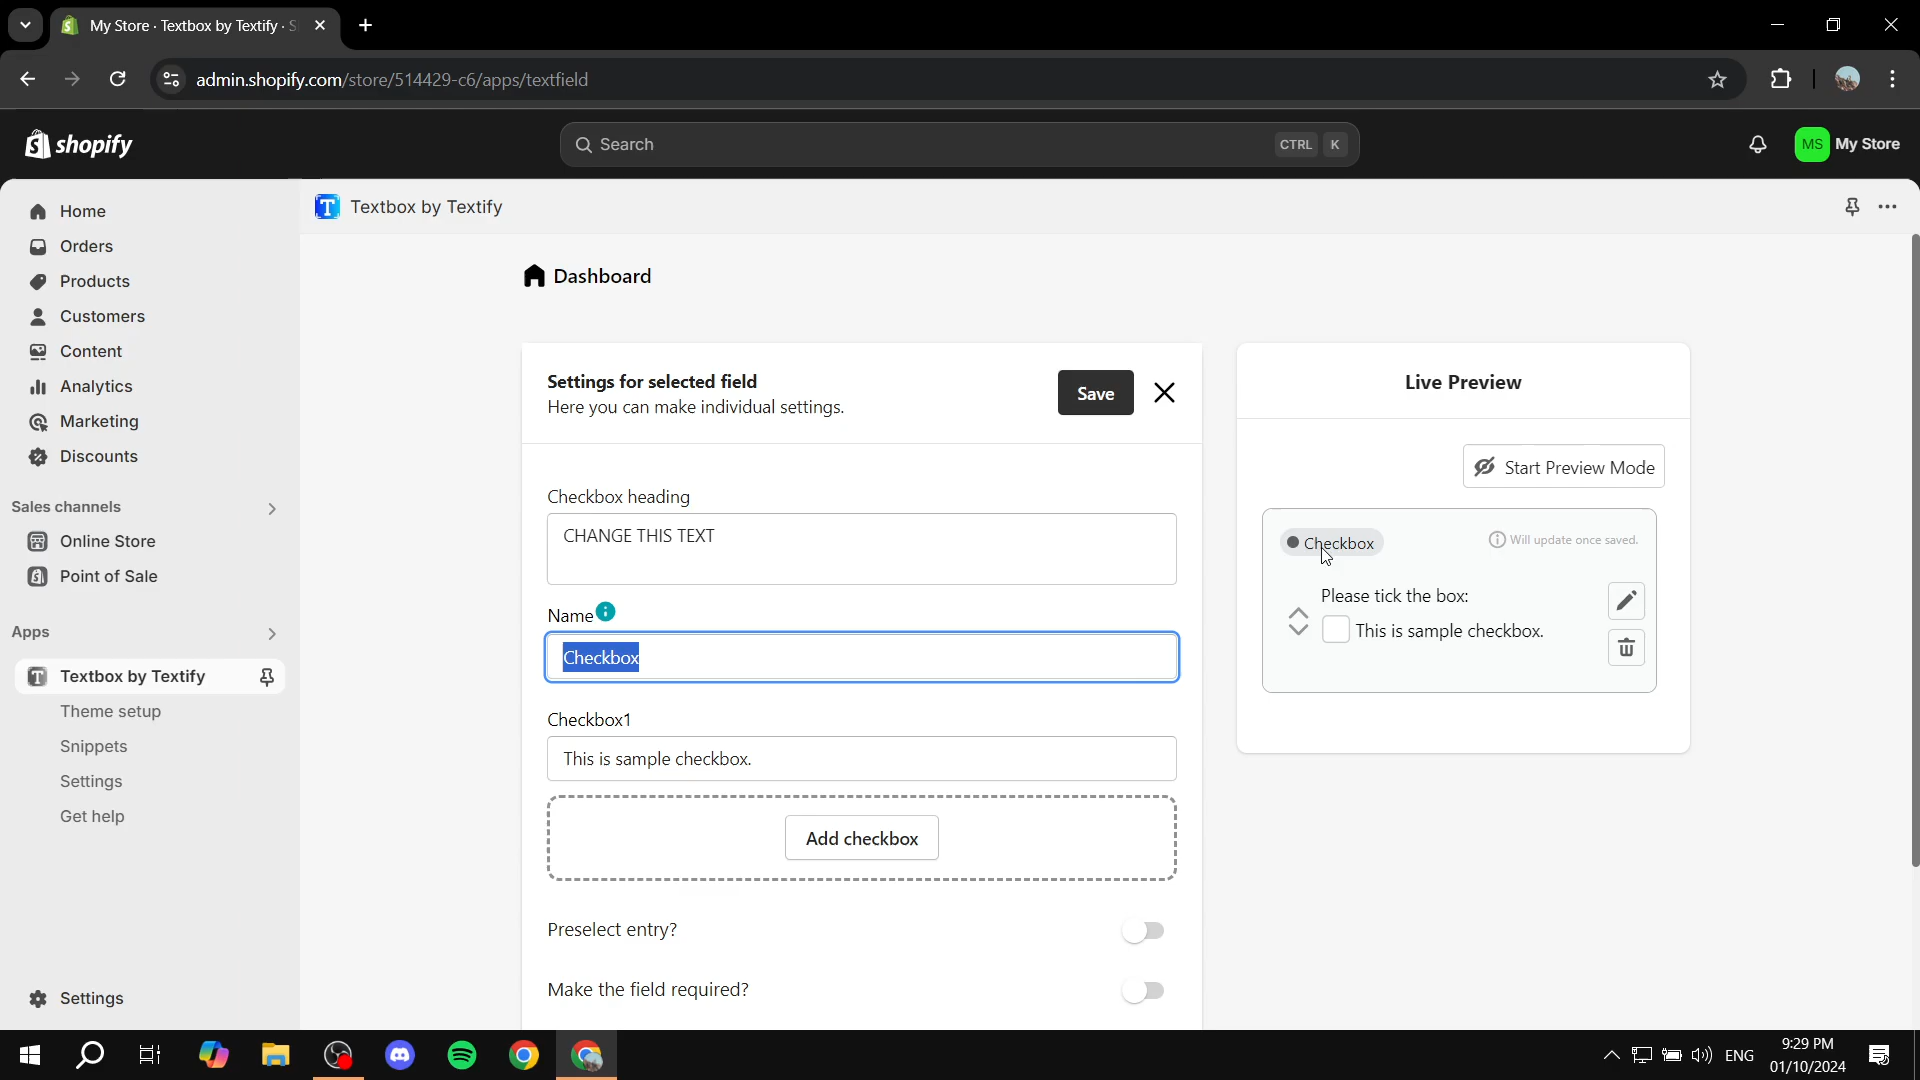 My Store · Textbox by Textify · S
admin.shopify.com/store/514429-c6/apps/textfield
shopify
Search
CTRL K
MS My Store
Home
Orders
Products
Customers
Content
Analytics
Marketing
Discounts
Sales channels
Online Store
Point of Sale
Apps
Textbox by Textify
Theme setup
Snippets
Settings
Get help
Settings
T Textbox by Textify
Dashboard
Settings for selected field
Here you can make individual settings.
Save
Checkbox heading
CHANGE THIS TEXT
Name
Checkbox
Checkbox1
This is sample checkbox.
Add checkbox
Preselect entry?
Make the field required?
Live Preview
Start Preview Mode
Checkbox
Will update once saved.
Please tick the box:
This is sample checkbox.
ENG
9:29 PM
01/10/2024